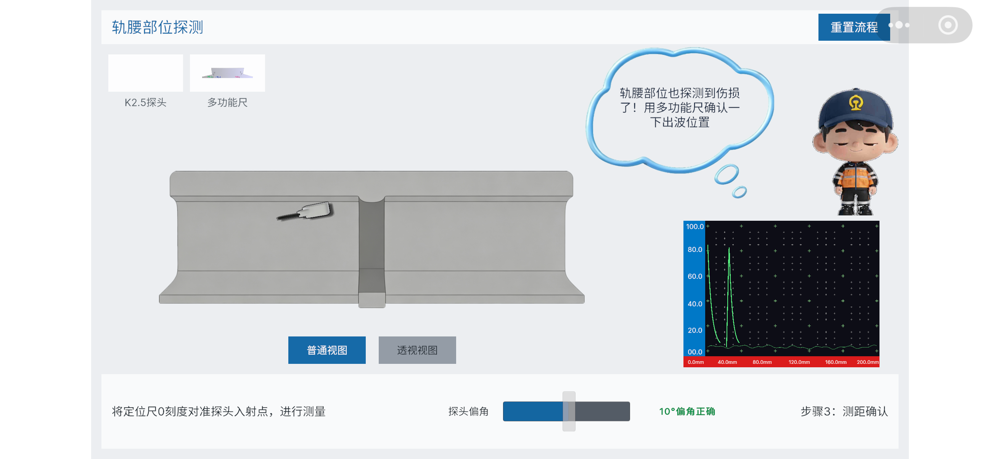 轨腰部位探测
重置流程
K2.5探头
多功能尺
轨腰部位也探测到伤损
了！用多功能尺确认一
下出波位置
100.0
80.0
60.0
40.0
20.0
00.0
0.0mm 40.0mm 80.0mm 120.0mm 160.0mm 200.0mm
普通视图
透视视图
将定位尺0刻度对准探头入射点，进行测量
探头偏角
10°偏角正确
步骤3：测距确认